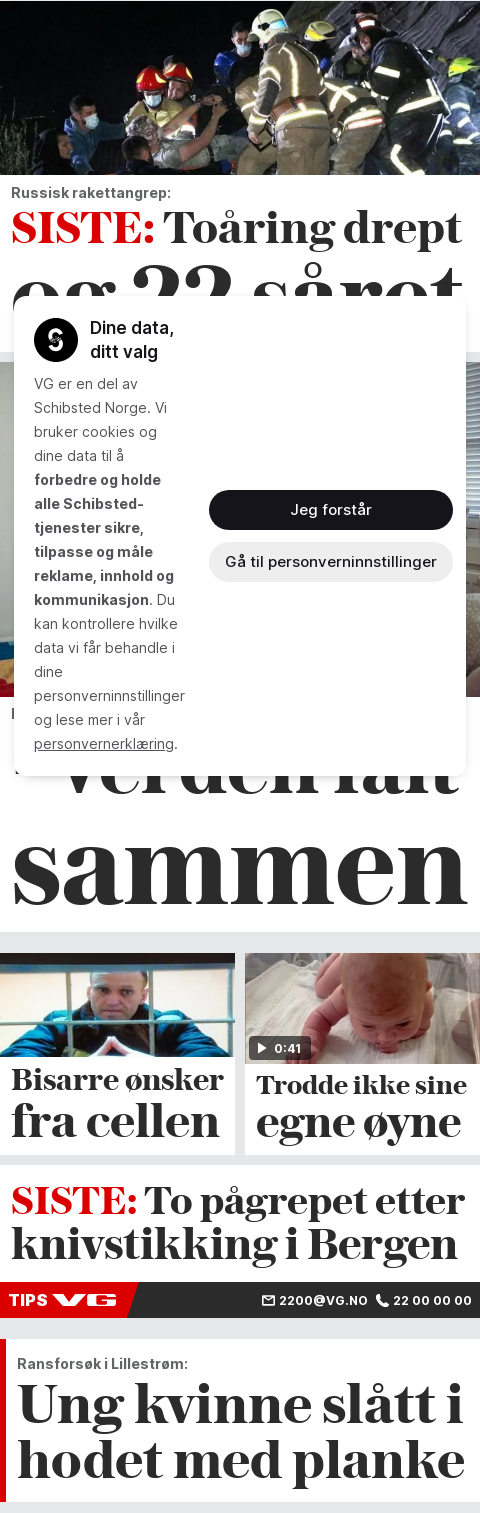 Russisk rakettangrep:
SISTE: Toåring drept
og 22 såret
Dine data,
ditt valg
VG er en del av
Schibsted Norge. Vi
bruker cookies og
dine data til å
forbedre og holde
alle Schibsted-
tjenester sikre,
tilpasse og måle
reklame, innhold og
kommunikasjon. Du
kan kontrollere hvilke
data vi får behandle i
dine
personverninnstillinger
og lese mer i vår
personvernerklæring.
Jeg forstår
Gå til personverninnstillinger
Verden falt
sammen
0:41
Bisarre ønsker
fra cellen
Trodde ikke sine
egne øyne
SISTE: To pågrepet etter
knivstikking i Bergen
TIPS VG
2200@VG.NO 22 00 00 00
Ransforsøk i Lillestrøm:
Ung kvinne slått i
hodet med planke